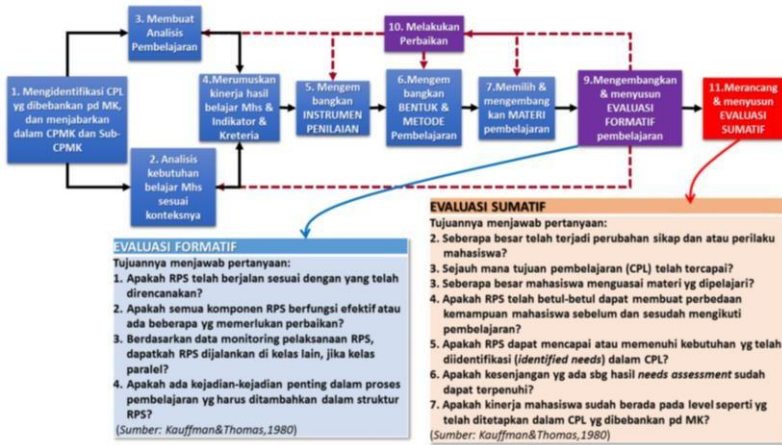 3. Membuat
Analisis
Pembelajaran
10. Melakukan
Perbaikan
1. Mengidentifikasi CPL
yg dibebankan pd MK,
dan menjabarkan
dalam CPMK dan Sub-
CPMK
4.Merumuskan
kinerja hasil
belajar Mhs &
Indikator &
Kreteria
5. Mengem
bangkan
INSTRUMEN
PENILAIAN
6.Mengem
bangkan
BENTUK &
METODE
Pembelajaran
7.Memilih &
mengembang
kan MATERI
pembelajaran
9.Mengembangkan
& menyusun
EVALUASI
FORMATIF
pembelajaran
11.Merancang
& menyusun
EVALUASI
SUMATIF
2. Analisis
kebutuhan
belajar Mhs
sesuai
konteksnya
EVALUASI FORMATIF
Tujuannya menjawab pertanyaan:
1. Apakah RPS telah berjalan sesuai dengan yang telah
direncanakan?
2. Apakah semua komponen RPS berfungsi efektif atau
ada beberapa yg memerlukan perbaikan?
3. Berdasarkan data monitoring pelaksanaan RPS,
dapatkah RPS dijalankan di kelas lain, jika kelas
paralel?
4. Apakah ada kejadian-kejadian penting dalam proses
pembelajaran yg harus ditambahkan dalam struktur
RPS?
(Sumber: Kauffman&Thomas,1980)
EVALUASI SUMATIF
Tujuannya menjawab pertanyaan:
2. Seberapa besar telah terjadi perubahan sikap dan atau perilaku
mahasiswa?
3. Sejauh mana tujuan pembelajaran (CPL) telah tercapai?
3. Seberapa besar mahasiswa menguasai materi yg dipelajari?
4. Apakah RPS telah betul-betul dapat membuat perbedaan
kemampuan mahasiswa sebelum dan sesudah mengikuti
pembelajaran?
5. Apakah RPS dapat mencapai atau memenuhi kebutuhan yg telah
diidentifikasi (identified needs) dalam CPL?
6. Apakah kesenjangan yg ada sbg hasil needs assessment sudah
dapat terpenuhi?
7. Apakah kinerja mahasiswa sudah berada pada level seperti yg
telah ditetapkan dalam CPL yg dibebankan pd MK?
(Sumber: Kauffman&Thomas,1980)